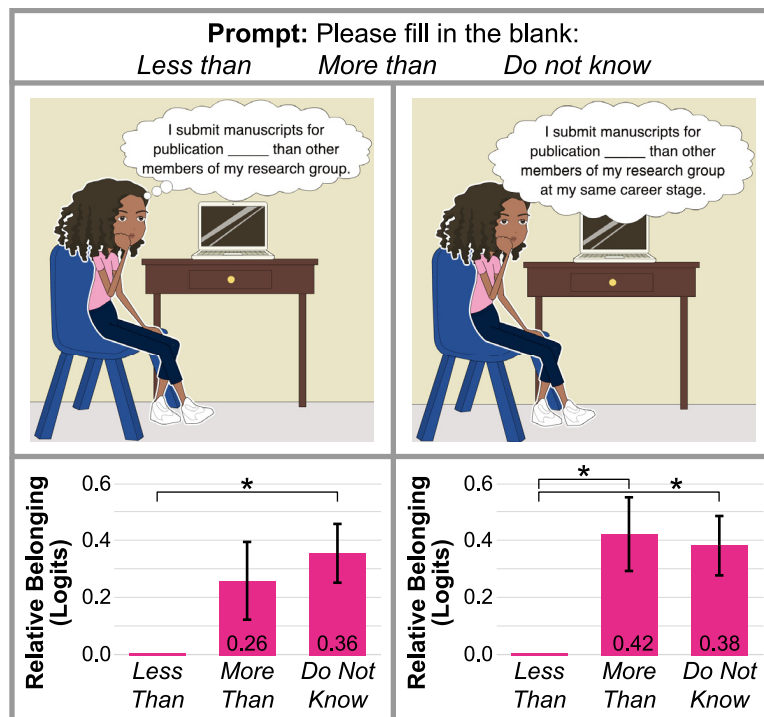 Prompt: Please fill in the blank:
Less than More than Do not know
I submit manuscripts for
publication _____ than other
members of my research group.
I submit manuscripts for
publication _____ than other
members of my research group
at my same career stage.
Relative Belonging
(Logits)
0.6
0.4
0.2
0.0
*
0.26
0.36
Less
Than
More
Than
Do Not
Know
Relative Belonging
(Logits)
0.6
0.4
0.2
0.0
*
*
0.42
0.38
Less
Than
More
Than
Do Not
Know